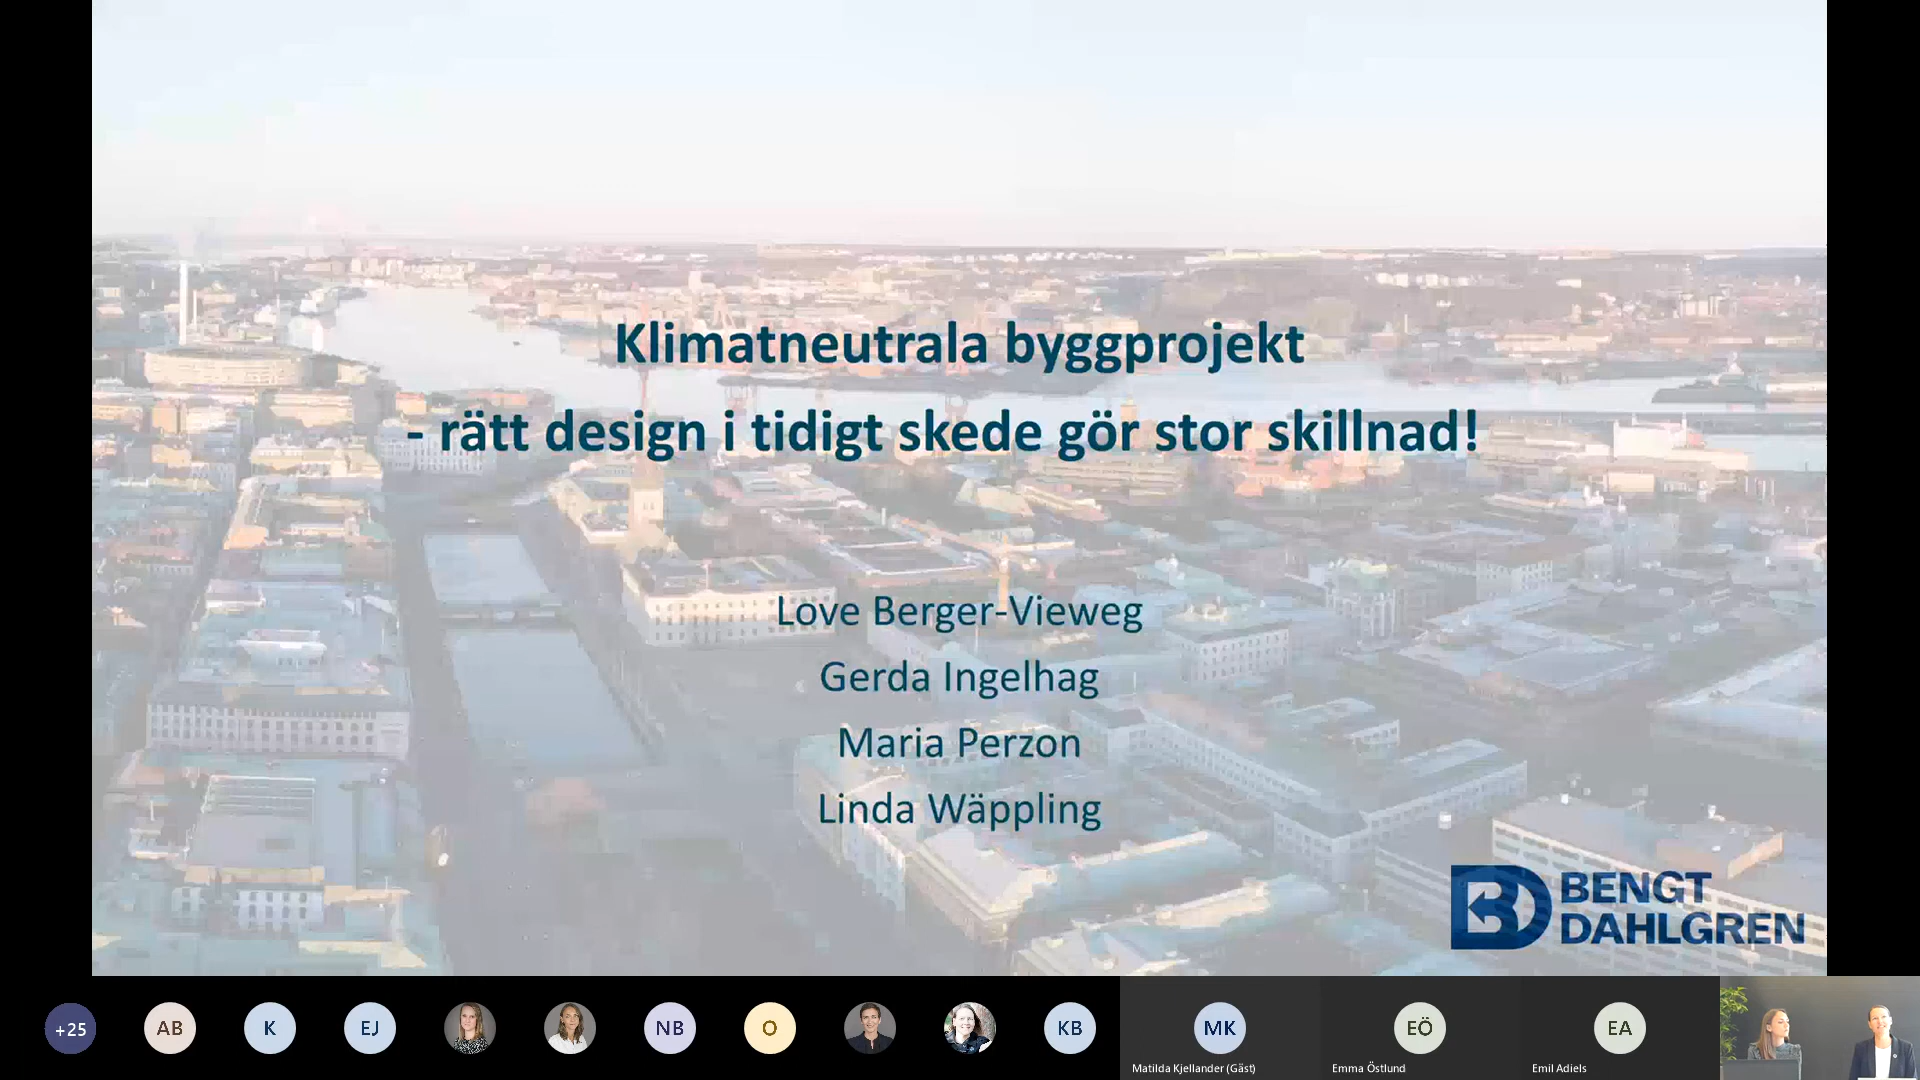 Klimatneutrala byggprojekt
- rätt design i tidigt skede gör stor skillnad!
Love Berger-Vieweg
Gerda Ingelhag
Maria Perzon
Linda Wäppling
BD BENGT
DAHLGREN
+25
AB
K
EJ
NB
O
KB
MK
EÖ
EA
Matilda Kjellander (Gäst)
Emma Östlund
Emil Adiels